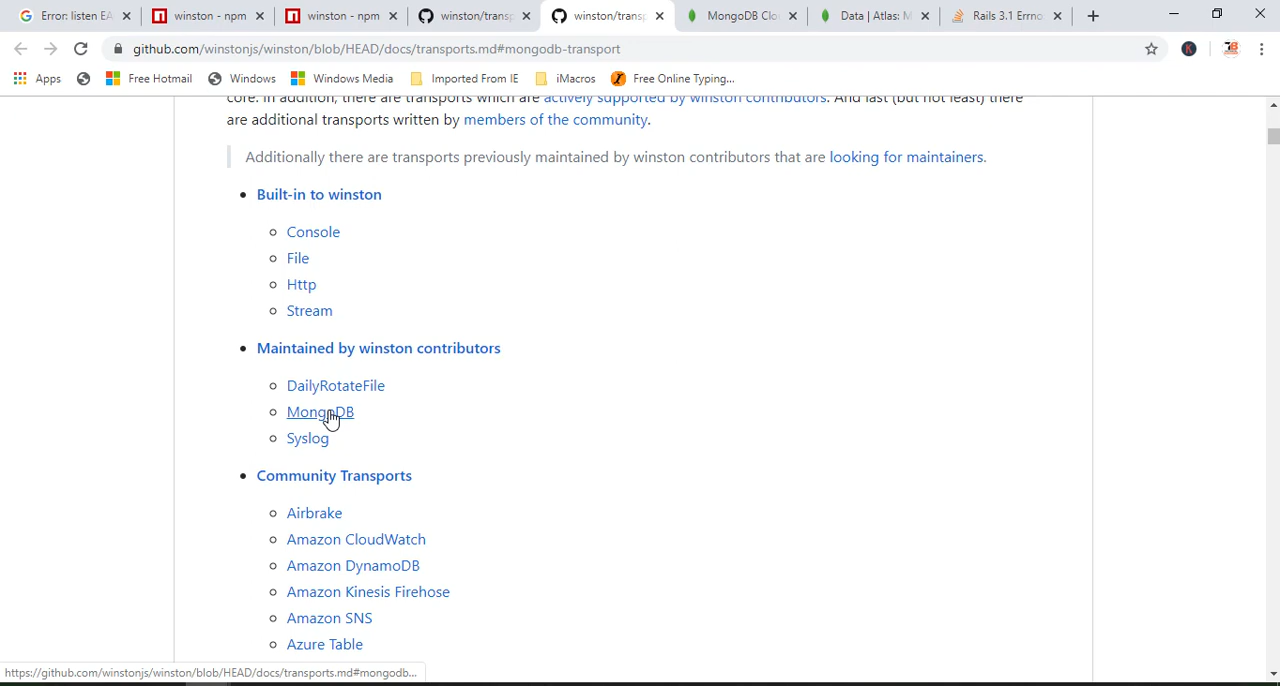 Error: listen EA
winston - npm
winston - npm
winston/transp
winston/transp
MongoDB Clo
Data | Atlas: M
Rails 3.1 Errno
github.com/winstonjs/winston/blob/HEAD/docs/transports.md#mongodb-transport
Apps
Free Hotmail
Windows
Windows Media
Imported From IE
iMacros
Free Online Typing...
core. In addition, there are transports which are actively supported by winston contributors. And last (but not least) there
are additional transports written by members of the community.
Additionally there are transports previously maintained by winston contributors that are looking for maintainers.
Built-in to winston
Console
File
Http
Stream
Maintained by winston contributors
DailyRotateFile
MongoDB
Syslog
Community Transports
Airbrake
Amazon CloudWatch
Amazon DynamoDB
Amazon Kinesis Firehose
Amazon SNS
Azure Table
https://github.com/winstonjs/winston/blob/HEAD/docs/transports.md#mongodb...